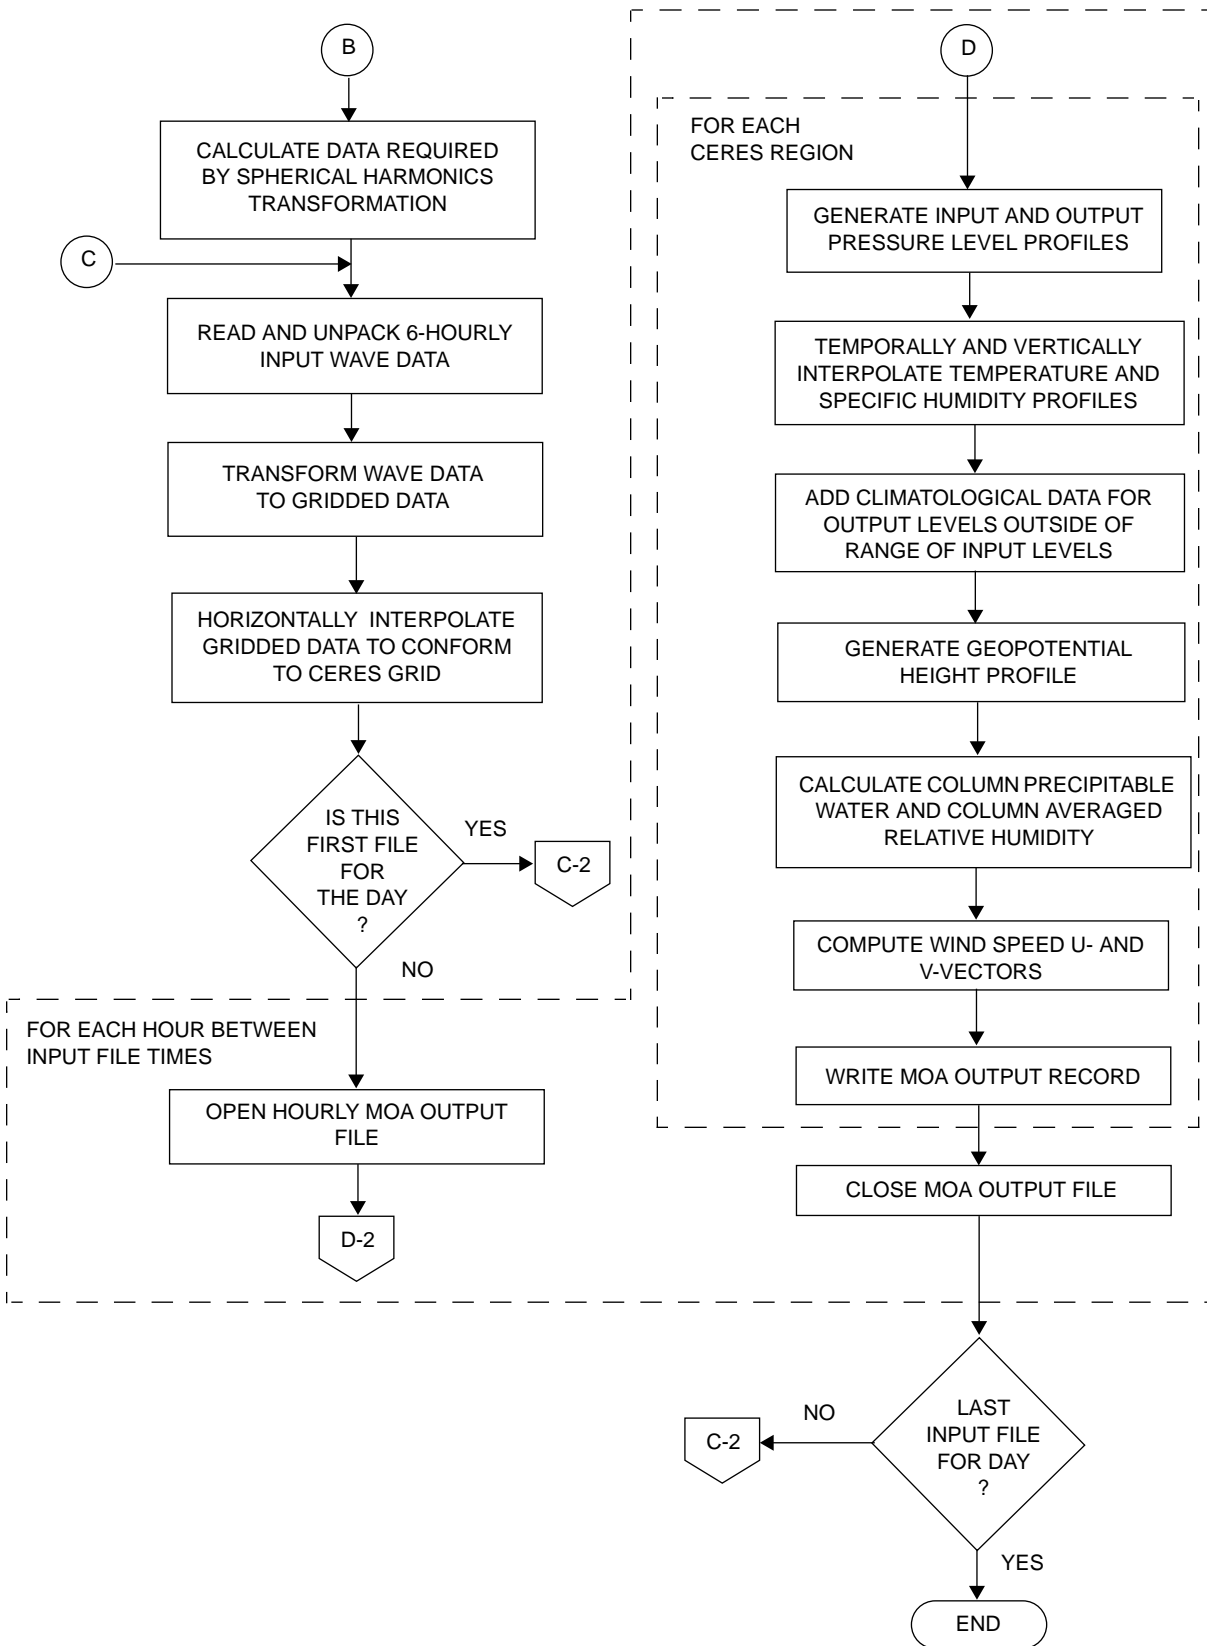 B
CALCULATE DATA REQUIRED
BY SPHERICAL HARMONICS
TRANSFORMATION
C
READ AND UNPACK 6-HOURLY
INPUT WAVE DATA
TRANSFORM WAVE DATA
TO GRIDDED DATA
HORIZONTALLY INTERPOLATE
GRIDDED DATA TO CONFORM
TO CERES GRID
IS THIS
FIRST FILE
FOR
THE DAY
?
YES
C-2
NO
FOR EACH HOUR BETWEEN
INPUT FILE TIMES
OPEN HOURLY MOA OUTPUT
FILE
D-2
D
FOR EACH
CERES REGION
GENERATE INPUT AND OUTPUT
PRESSURE LEVEL PROFILES
TEMPORALLY AND VERTICALLY
INTERPOLATE TEMPERATURE AND
SPECIFIC HUMIDITY PROFILES
ADD CLIMATOLOGICAL DATA FOR
OUTPUT LEVELS OUTSIDE OF
RANGE OF INPUT LEVELS
GENERATE GEOPOTENTIAL
HEIGHT PROFILE
CALCULATE COLUMN PRECIPITABLE
WATER AND COLUMN AVERAGED
RELATIVE HUMIDITY
COMPUTE WIND SPEED U- AND
V-VECTORS
WRITE MOA OUTPUT RECORD
CLOSE MOA OUTPUT FILE
LAST
INPUT FILE
FOR DAY
?
NO
C-2
YES
END